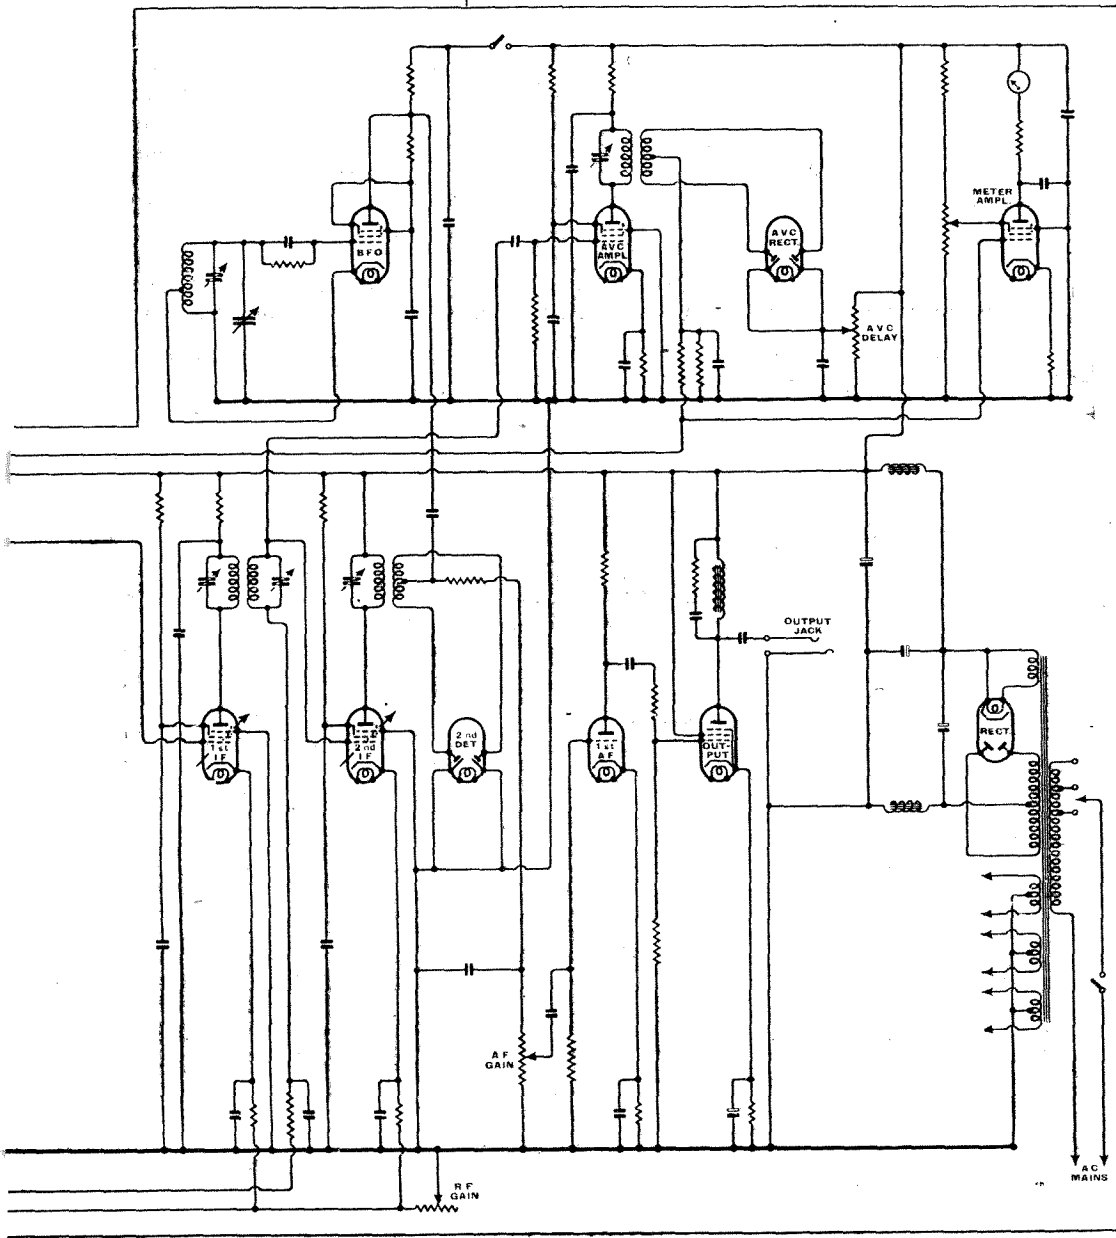 METER
AMPL.
BFO
AVC
AMPL
AVC
RECT.
AVC
DELAY
OUTPUT
JACK
1st
IF
2nd
IF
2nd
DET
1st
AF
OUT-
PUT
RECT.
AF
GAIN
RF
GAIN
AC
MAINS